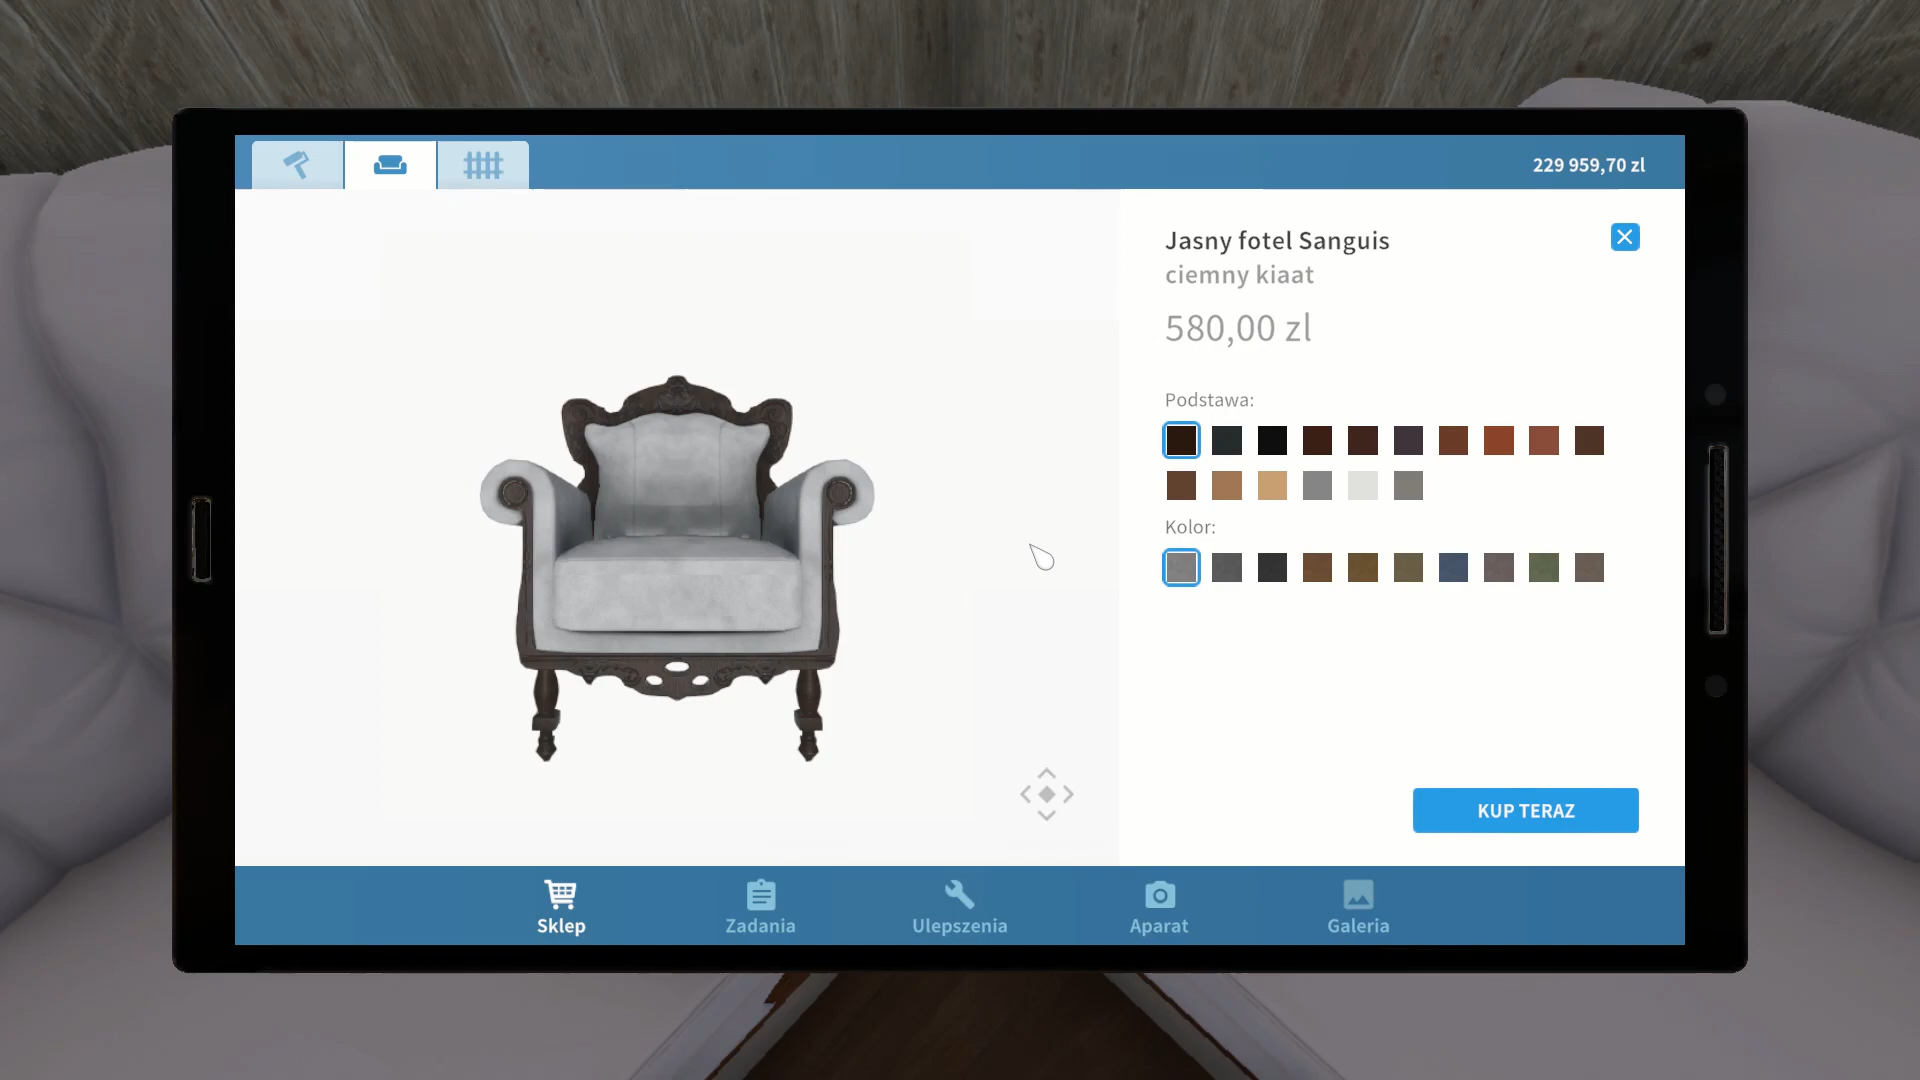 229 959,70 zl
Jasny fotel Sanguis
ciemny kiaat
580,00 zl
Podstawa:
Kolor:
KUP TERAZ
Sklep
Zadania
Ulepszenia
Aparat
Galeria